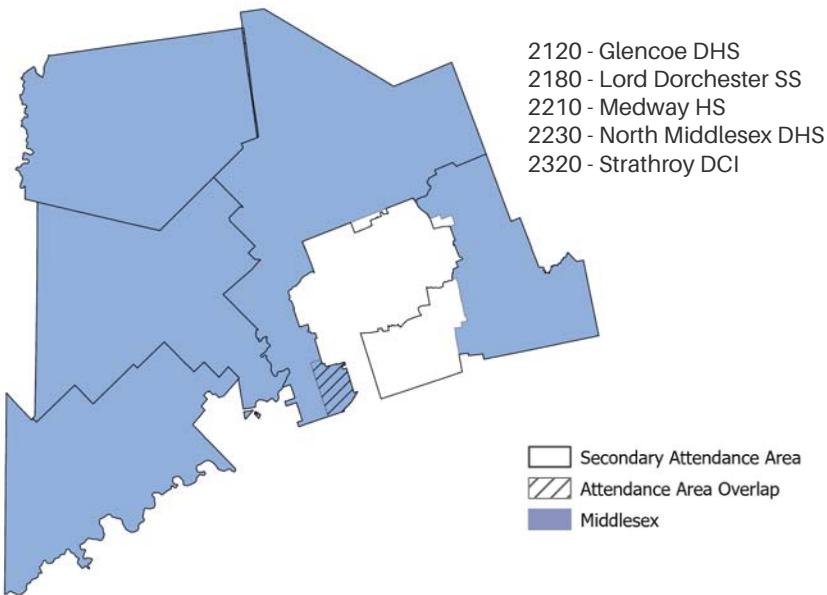 2120 - Glencoe DHS
2180 - Lord Dorchester SS
2210 - Medway HS
2230 - North Middlesex DHS
2320 - Strathroy DCI
Secondary Attendance Area
Attendance Area Overlap
Middlesex